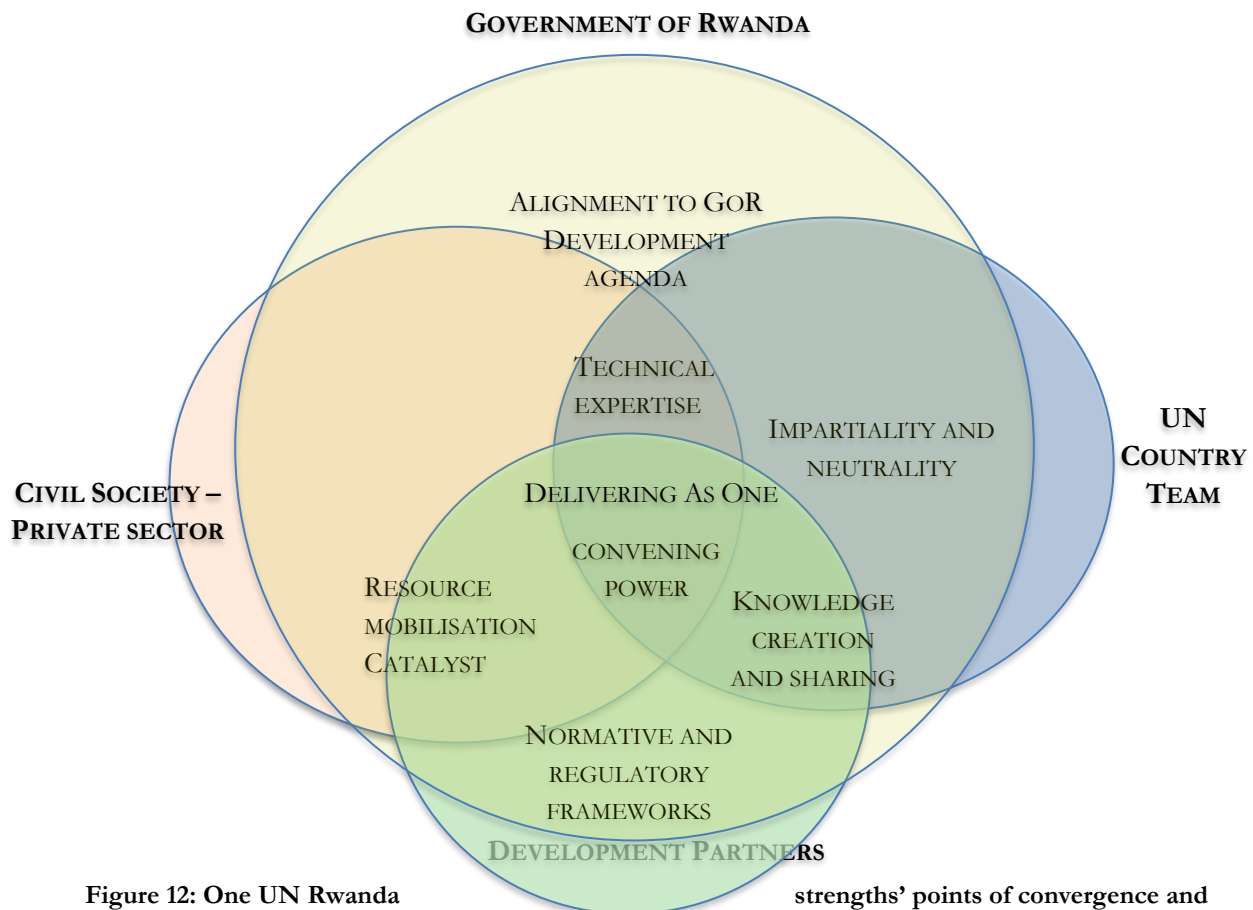 GOVERNMENT OF RWANDA
ALIGNMENT TO GOR
DEVELOPMENT
AGENDA
TECHNICAL
EXPERTISE
IMPARTIALITY AND
NEUTRALITY
UN
COUNTRY
TEAM
CIVIL SOCIETY –
PRIVATE SECTOR
DELIVERING AS ONE
CONVENING
POWER
RESOURCE
MOBILISATION
CATALYST
KNOWLEDGE
CREATION
AND SHARING
NORMATIVE AND
REGULATORY
FRAMEWORKS
DEVELOPMENT PARTNERS
Figure 12: One UN Rwanda strengths’ points of convergence and